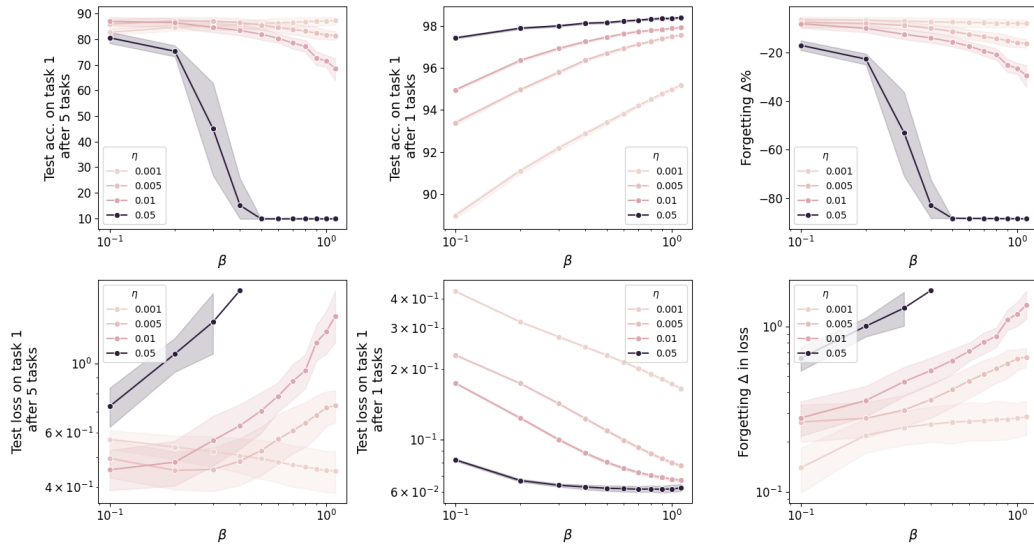 Test acc. on task 1
after 5 tasks
90
80
70
60
50
40
30
20
10
η
0.001
0.005
0.01
0.05
10⁻¹
10⁰
β
Test acc. on task 1
after 1 tasks
98
96
94
92
90
η
0.001
0.005
0.01
0.05
10⁻¹
10⁰
β
Forgetting Δ%
−20
−40
−60
−80
η
0.001
0.005
0.01
0.05
10⁻¹
10⁰
β
Test loss on task 1
after 5 tasks
10⁰
6 × 10⁻¹
4 × 10⁻¹
η
0.001
0.005
0.01
0.05
10⁻¹
10⁰
β
Test loss on task 1
after 1 tasks
4 × 10⁻¹
3 × 10⁻¹
2 × 10⁻¹
10⁻¹
6 × 10⁻²
η
0.001
0.005
0.01
0.05
10⁻¹
10⁰
β
Forgetting Δ in loss
10⁰
10⁻¹
η
0.001
0.005
0.01
0.05
10⁻¹
10⁰
β